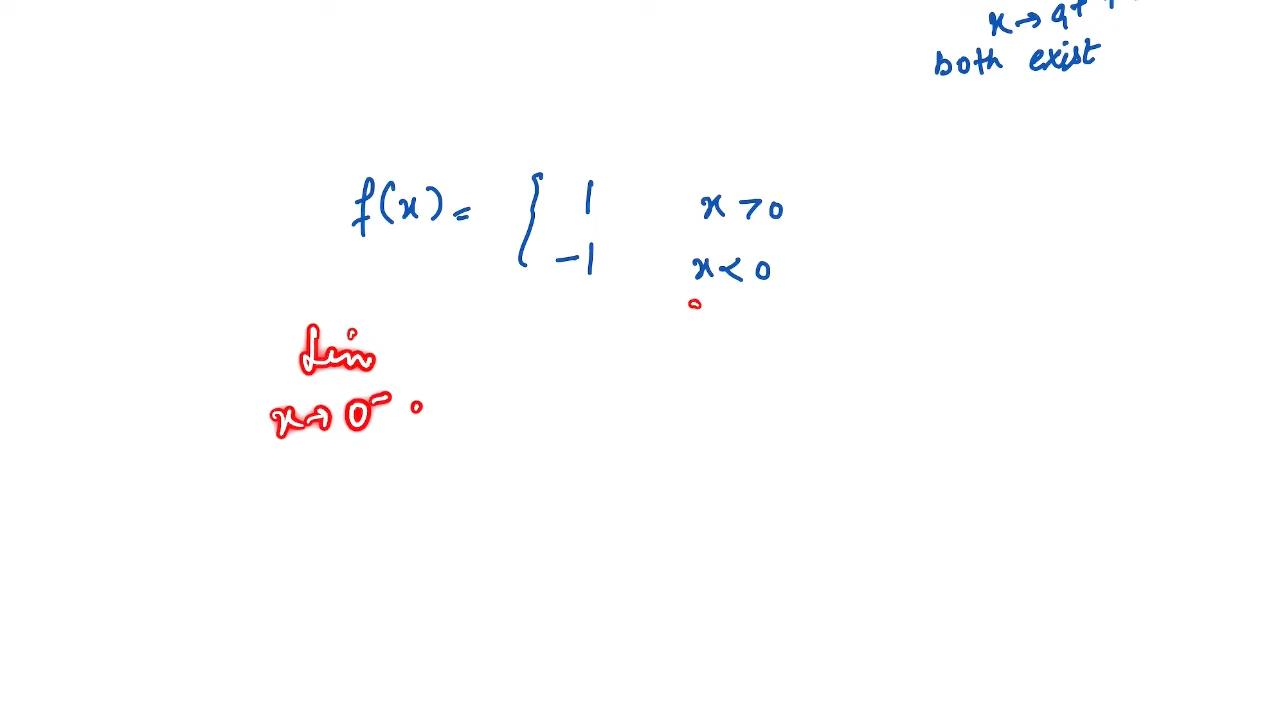 x → a+
both exist
f(x) = { 1 x > 0
-1 x < 0
Lim
x → 0⁻